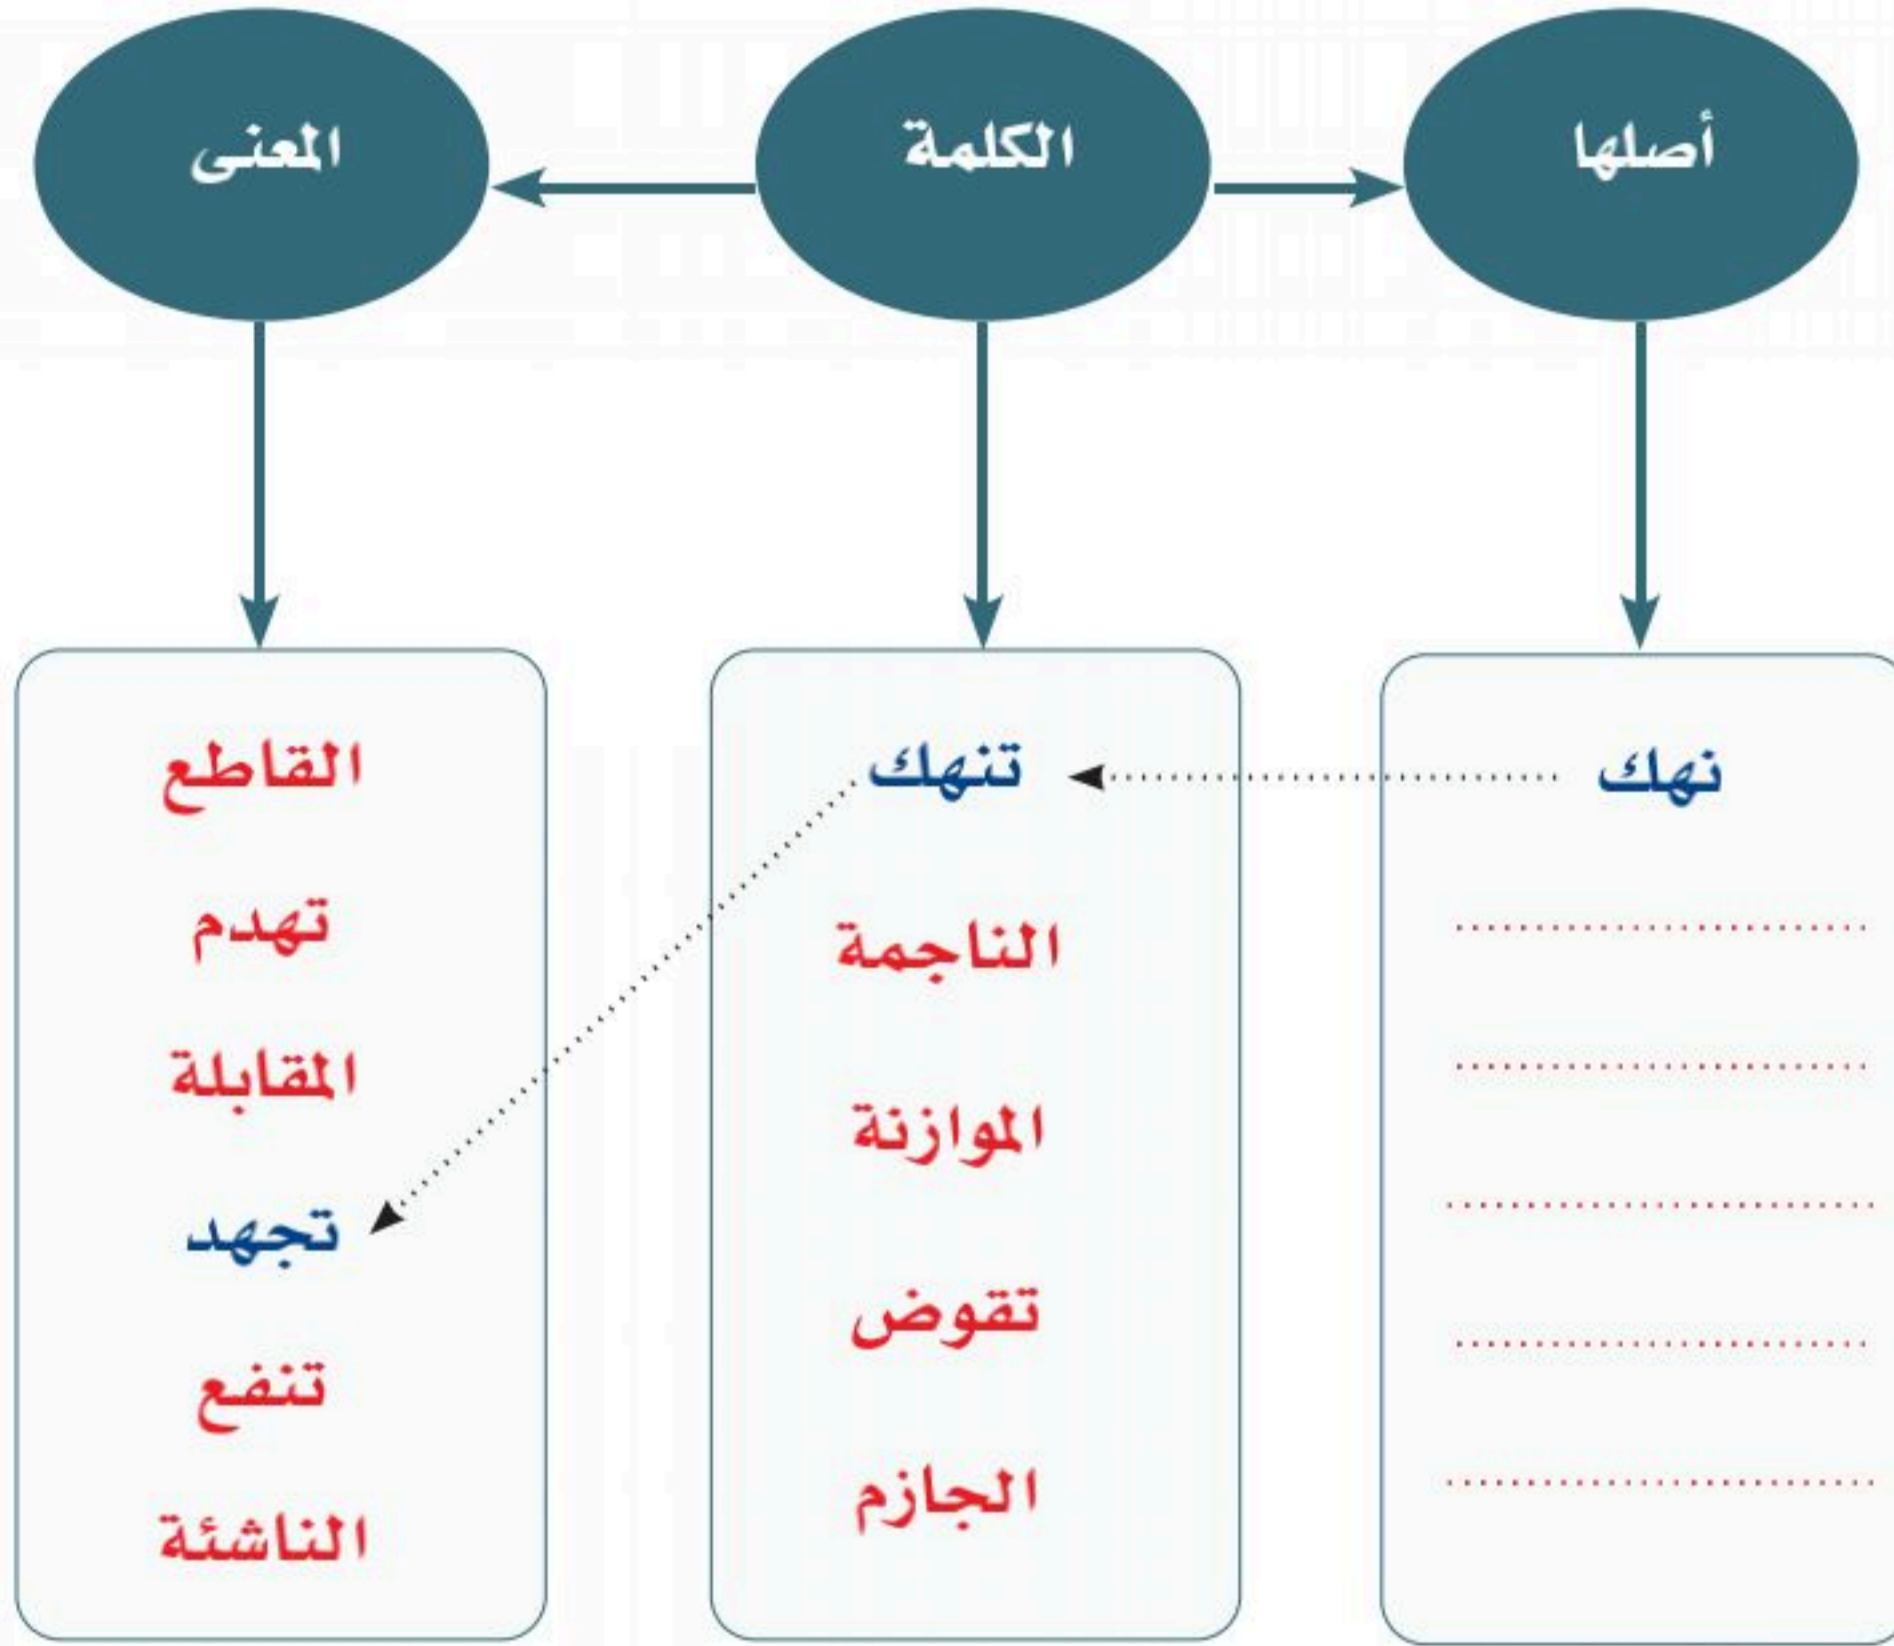 أصلها
الكلمة
المعنى
نهك
........................
........................
........................
........................
........................
تنهك
الناجمة
الموازنة
تقوض
الجازم
القاطع
تهدم
المقابلة
تجهد
تنفع
الناشئة